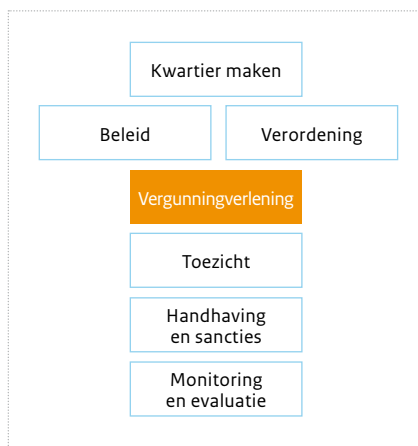 Kwartier maken
Beleid
Verordening
Vergunningverlening
Toezicht
Handhaving
en sancties
Monitoring
en evaluatie